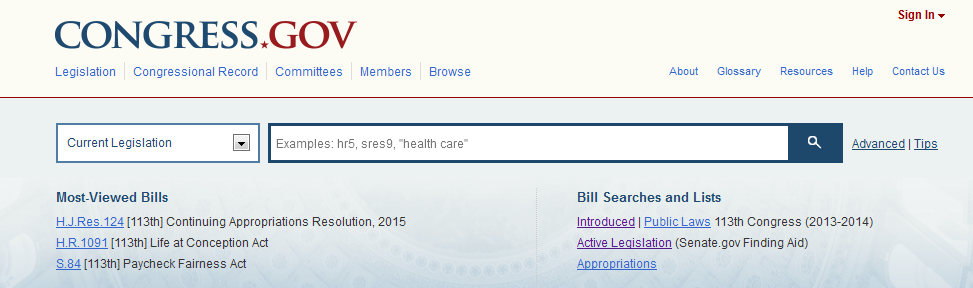 Sign In
CONGRESS.GOV
Legislation Congressional Record Committees Members Browse
About Glossary Resources Help Contact Us
Current Legislation
Examples: hr5, sres9, "health care"
Advanced | Tips
Most-Viewed Bills
H.J.Res.124 [113th] Continuing Appropriations Resolution, 2015
H.R.1091 [113th] Life at Conception Act
S.84 [113th] Paycheck Fairness Act
Bill Searches and Lists
Introduced | Public Laws 113th Congress (2013-2014)
Active Legislation (Senate.gov Finding Aid)
Appropriations